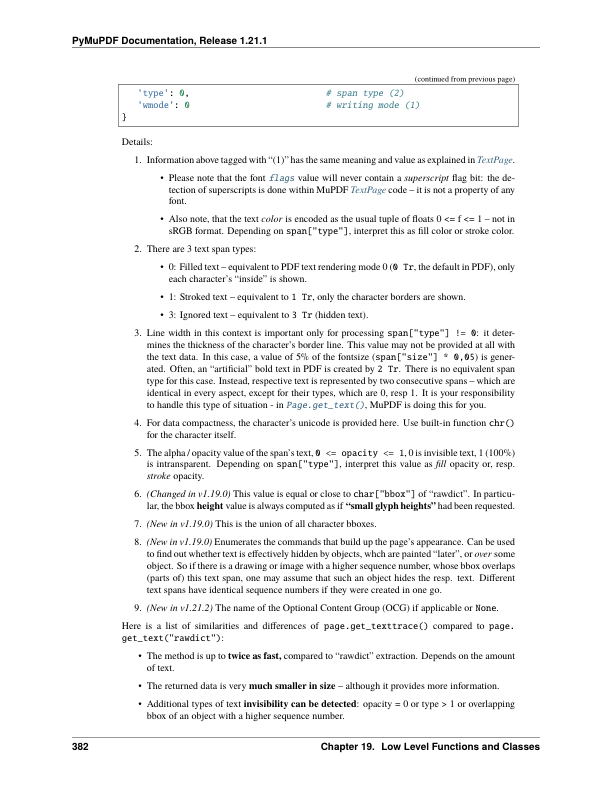 PyMuPDF Documentation, Release 1.21.1
(continued from previous page)
'type': 0, # span type (2)
'wmode': 0 # writing mode (1)
}
Details:
1. Information above tagged with “(1)” has the same meaning and value as explained in TextPage.
• Please note that the font flags value will never contain a superscript flag bit: the de-
tection of superscripts is done within MuPDF TextPage code – it is not a property of any
font.
• Also note, that the text color is encoded as the usual tuple of floats 0 <= f <= 1 – not in
sRGB format. Depending on span["type"], interpret this as fill color or stroke color.
2. There are 3 text span types:
• 0: Filled text – equivalent to PDF text rendering mode 0 (0 Tr, the default in PDF), only
each character’s “inside” is shown.
• 1: Stroked text – equivalent to 1 Tr, only the character borders are shown.
• 3: Ignored text – equivalent to 3 Tr (hidden text).
3. Line width in this context is important only for processing span["type"] != 0: it deter-
mines the thickness of the character’s border line. This value may not be provided at all with
the text data. In this case, a value of 5% of the fontsize (span["size"] * 0,05) is gener-
ated. Often, an “artificial” bold text in PDF is created by 2 Tr. There is no equivalent span
type for this case. Instead, respective text is represented by two consecutive spans – which are
identical in every aspect, except for their types, which are 0, resp 1. It is your responsibility
to handle this type of situation - in Page.get_text(), MuPDF is doing this for you.
4. For data compactness, the character’s unicode is provided here. Use built-in function chr()
for the character itself.
5. The alpha / opacity value of the span’s text, 0 <= opacity <= 1, 0 is invisible text, 1 (100%)
is intransparent. Depending on span["type"], interpret this value as fill opacity or, resp.
stroke opacity.
6. (Changed in v1.19.0) This value is equal or close to char["bbox"] of “rawdict”. In particu-
lar, the bbox height value is always computed as if “small glyph heights” had been requested.
7. (New in v1.19.0) This is the union of all character bboxes.
8. (New in v1.19.0) Enumerates the commands that build up the page’s appearance. Can be used
to find out whether text is effectively hidden by objects, whch are painted “later”, or over some
object. So if there is a drawing or image with a higher sequence number, whose bbox overlaps
(parts of) this text span, one may assume that such an object hides the resp. text. Different
text spans have identical sequence numbers if they were created in one go.
9. (New in v1.21.2) The name of the Optional Content Group (OCG) if applicable or None.
Here is a list of similarities and differences of page.get_texttrace() compared to page.
get_text("rawdict"):
• The method is up to twice as fast, compared to “rawdict” extraction. Depends on the amount
of text.
• The returned data is very much smaller in size – although it provides more information.
• Additional types of text invisibility can be detected: opacity = 0 or type > 1 or overlapping
bbox of an object with a higher sequence number.
382 Chapter 19. Low Level Functions and Classes